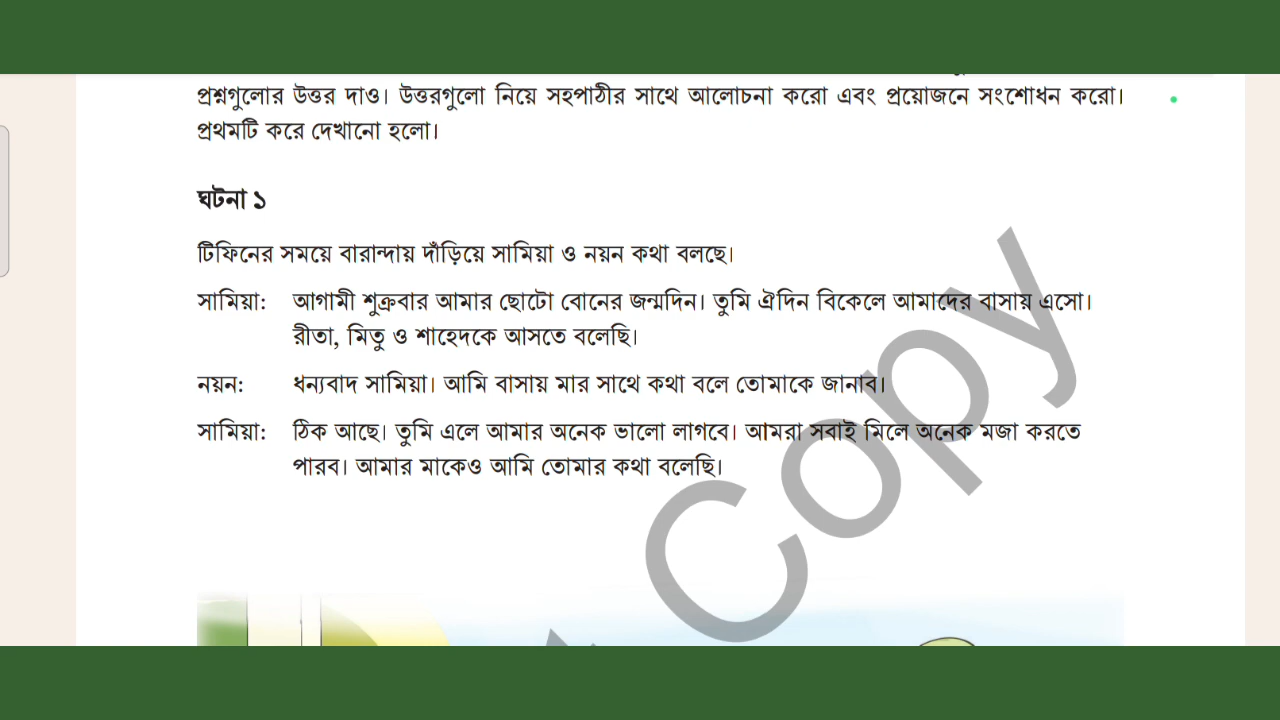 প্রশ্নগুলোর উত্তর দাও। উত্তরগুলো নিয়ে সহপাঠীর সাথে আলোচনা করো এবং প্রয়োজনে সংশোধন করো।
প্রথমটি করে দেখানো হলো।
ঘটনা ১
টিফিনের সময়ে বারান্দায় দাঁড়িয়ে সামিয়া ও নয়ন কথা বলছে।
সামিয়া: আগামী শুক্রবার আমার ছোটো বোনের জন্মদিন। তুমি ঐদিন বিকেলে আমাদের বাসায় এসো।
রীতা, মিতু ও শাহেদকে আসতে বলেছি।
নয়ন: ধন্যবাদ সামিয়া। আমি বাসায় মার সাথে কথা বলে তোমাকে জানাব।
সামিয়া: ঠিক আছে। তুমি এলে আমার অনেক ভালো লাগবে। আমরা সবাই মিলে অনেক মজা করতে
পারব। আমার মাকেও আমি তোমার কথা বলেছি।
Copy